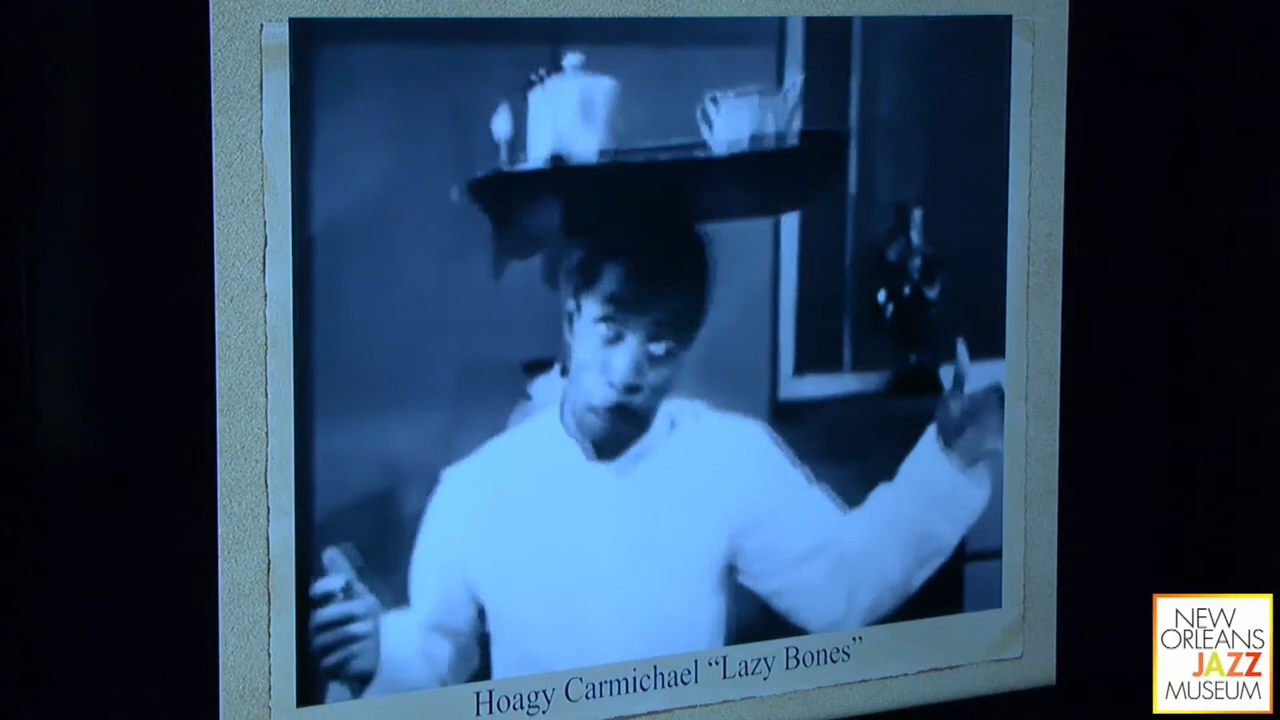 Hoagy Carmichael “Lazy Bones”
NEW
ORLEANS
JAZZ
MUSEUM